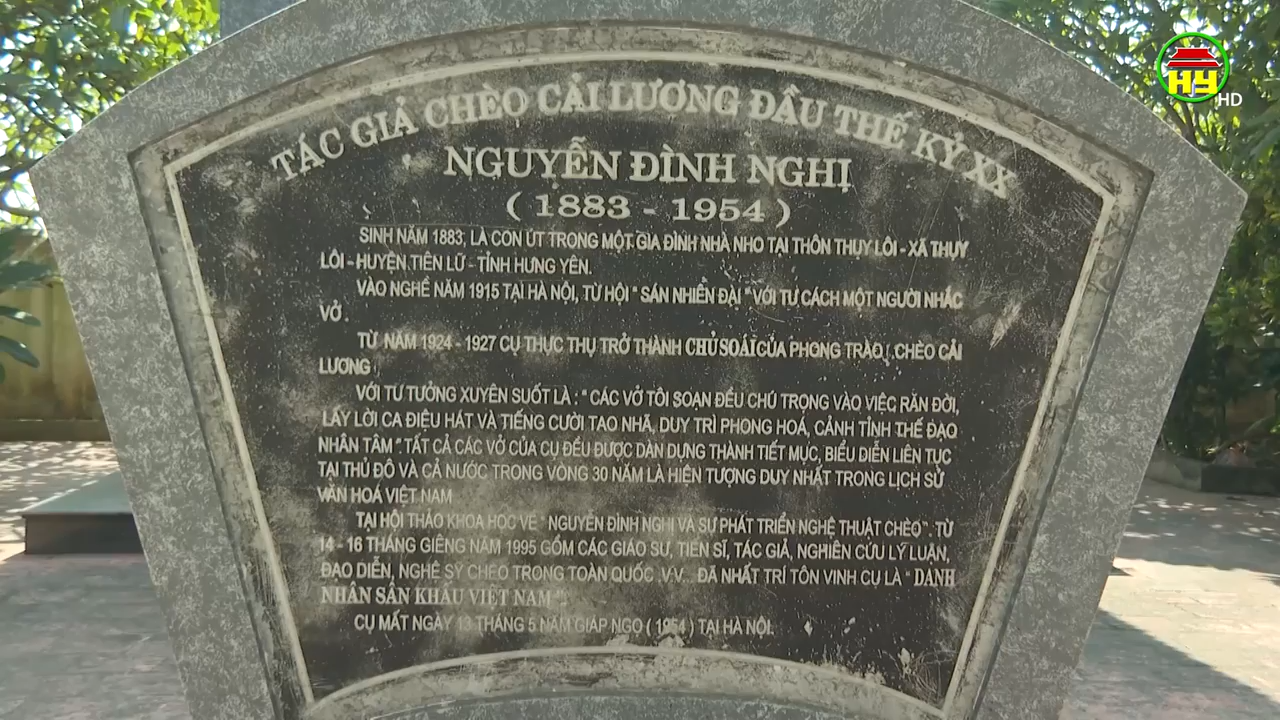 TÁC GIẢ CHÈO CẢI LƯƠNG ĐẦU THẾ KỶ XX
NGUYỄN ĐÌNH NGHỊ
( 1883 - 1954 )
SINH NĂM 1883, LÀ CON ÚT TRONG MỘT GIA ĐÌNH NHÀ NHO TẠI THÔN THUỴ LÔI - XÃ THUỴ
LÔI - HUYỆN TIÊN LỮ - TỈNH HƯNG YÊN.
VÀO NGHỀ NĂM 1915 TẠI HÀ NỘI, TỪ HỘI " SÁN NHIÊN ĐÀI " VỚI TƯ CÁCH MỘT NGƯỜI NHẮC
VỞ .
TỪ NĂM 1924 - 1927 CỤ THỰC THỤ TRỞ THÀNH CHỦ SOÁI CỦA PHONG TRÀO CHÈO CẢI
LƯƠNG
VỚI TƯ TƯỞNG XUYÊN SUỐT LÀ : " CÁC VỞ TÔI SOẠN ĐỀU CHÚ TRỌNG VÀO VIỆC RĂN ĐỜI,
LẤY LỜI CA ĐIỆU HÁT VÀ TIẾNG CƯỜI TAO NHÃ, DUY TRÌ PHONG HOÁ, CẢNH TỈNH THẾ ĐẠO
NHÂN TÂM " TẤT CẢ CÁC VỞ CỦA CỤ ĐỀU ĐƯỢC DÀN DỰNG THÀNH TIẾT MỤC, BIỂU DIỄN LIÊN TỤC
TẠI THỦ ĐÔ VÀ CẢ NƯỚC TRONG VÒNG 30 NĂM LÀ HIỆN TƯỢNG DUY NHẤT TRONG LỊCH SỬ
VĂN HOÁ VIỆT NAM
TẠI HỘI THẢO KHOA HỌC VỀ " NGUYỄN ĐÌNH NGHỊ VÀ SỰ PHÁT TRIỂN NGHỆ THUẬT CHÈO" . TỪ
14 - 16 THÁNG GIÊNG NĂM 1995 GỒM CÁC GIÁO SƯ, TIẾN SĨ, TÁC GIẢ, NGHIÊN CỨU LÝ LUẬN,
ĐẠO DIỄN, NGHỆ SỸ CHÈO TRONG TOÀN QUỐC .V.V... ĐÃ NHẤT TRÍ TÔN VINH CỤ LÀ " DANH
NHÂN SÂN KHẤU VIỆT NAM "
CỤ MẤT NGÀY 13 THÁNG 5 NĂM GIÁP NGỌ ( 1954 ) TẠI HÀ NỘI.
HY
HD